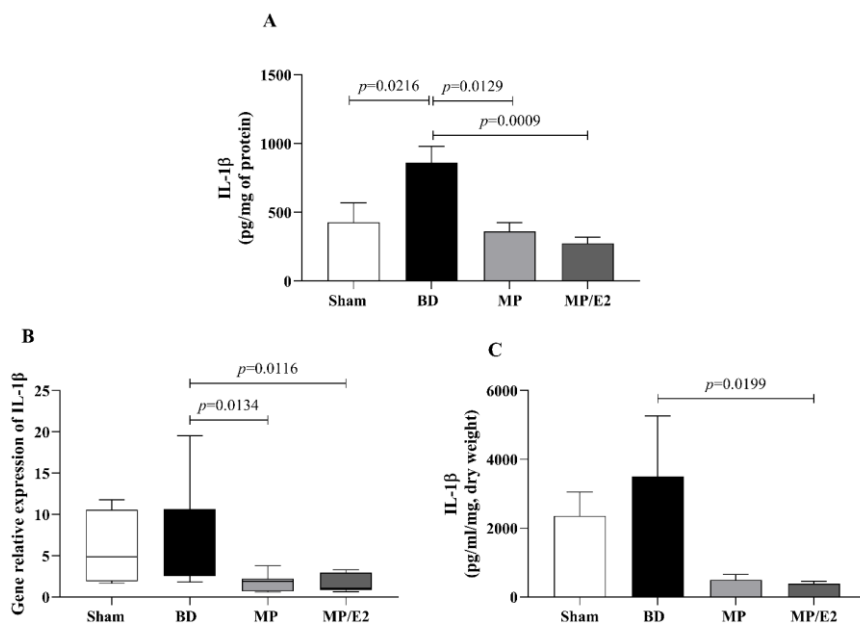 A
IL-1β
(pg/mg of protein)
1500
1000
500
0
p=0.0216
p=0.0129
p=0.0009
Sham BD MP MP/E2
B
Gene relative expression of IL-1β
25
20
15
10
5
0
p=0.0116
p=0.0134
Sham BD MP MP/E2
C
IL-1β
(pg/ml/mg, dry weight)
6000
4000
2000
0
p=0.0199
Sham BD MP MP/E2